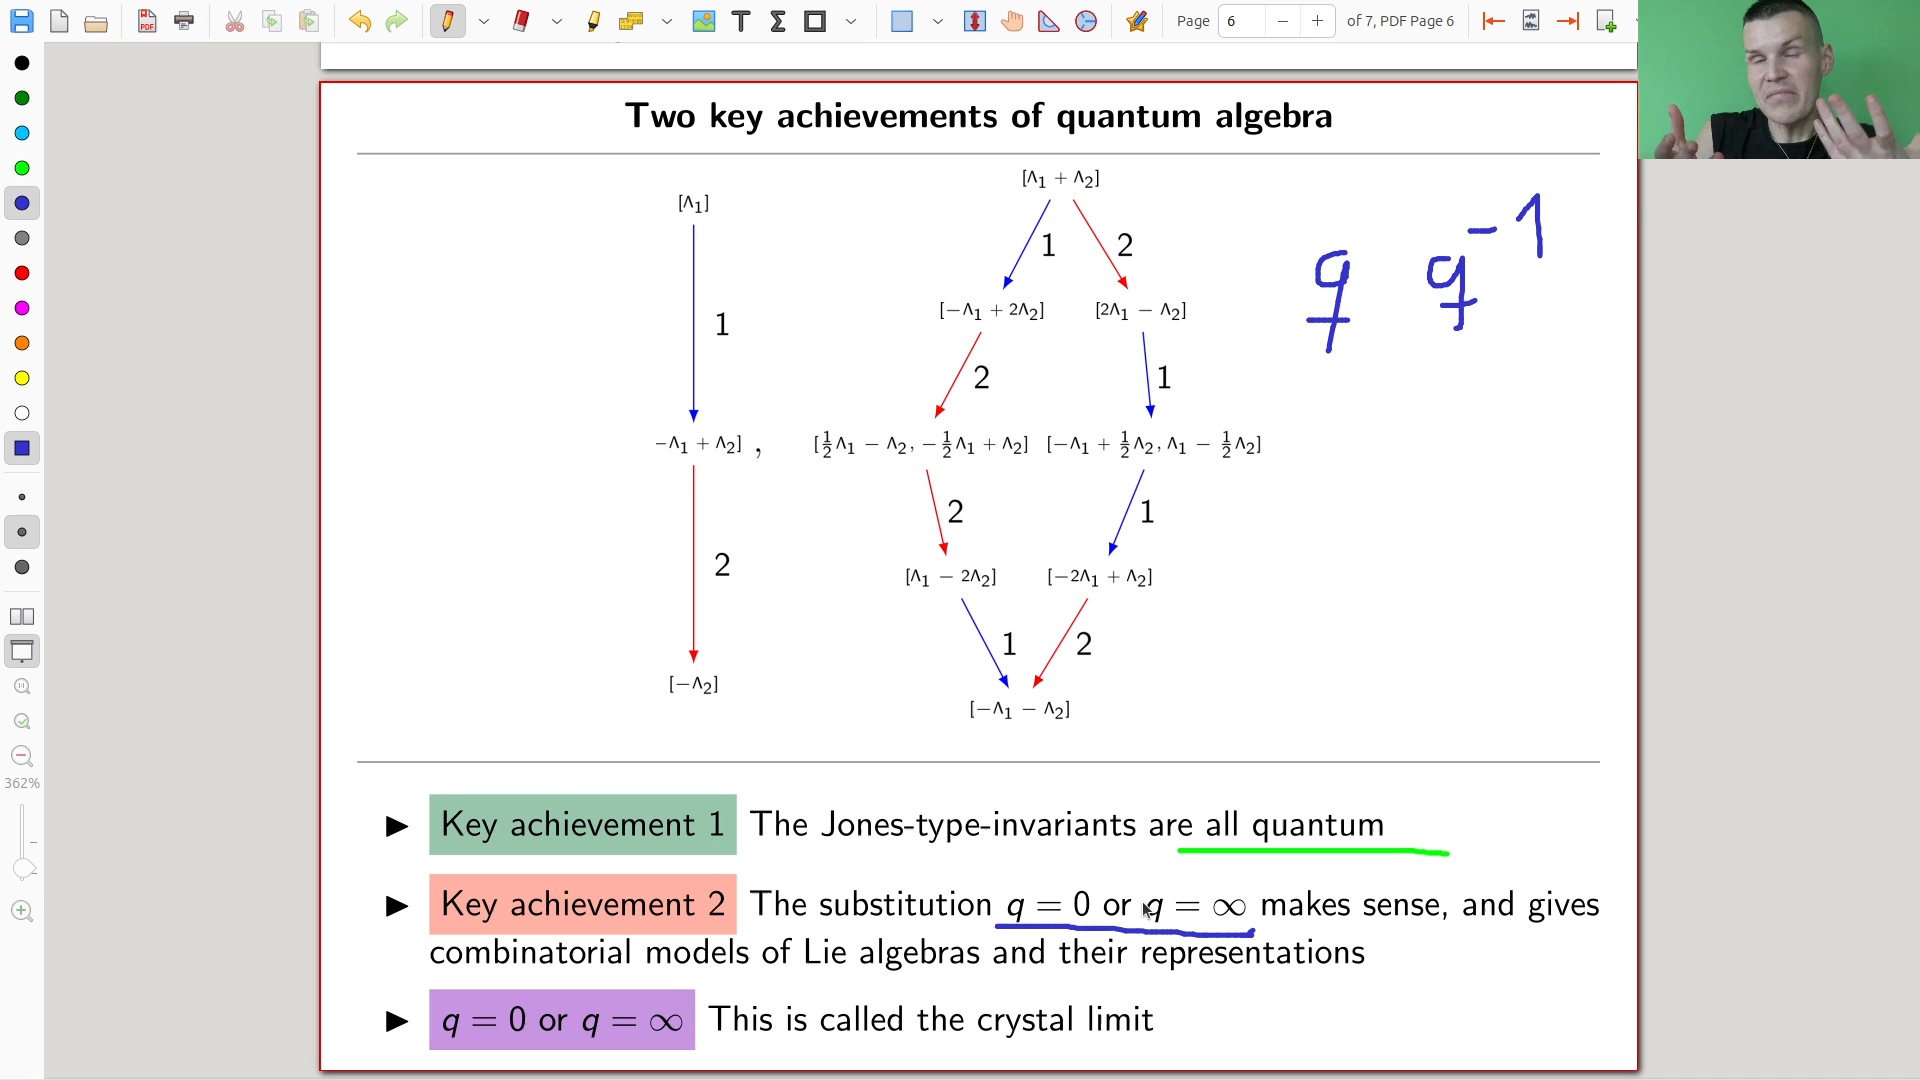 Page 6 of 7, PDF Page 6
Two key achievements of quantum algebra
[Λ₁]
1
−Λ₁ + Λ₂] ,
2
[−Λ₂]
[Λ₁ + Λ₂]
1 2
[−Λ₁ + 2Λ₂] [2Λ₁ − Λ₂]
2 1
[½Λ₁ − Λ₂, −½Λ₁ + Λ₂] [−Λ₁ + ½Λ₂, Λ₁ − ½Λ₂]
2 1
[Λ₁ − 2Λ₂] [−2Λ₁ + Λ₂]
1 2
[−Λ₁ − Λ₂]
q q⁻¹
362%
▶ Key achievement 1 The Jones-type-invariants are all quantum
▶ Key achievement 2 The substitution q = 0 or q = ∞ makes sense, and gives
combinatorial models of Lie algebras and their representations
▶ q = 0 or q = ∞ This is called the crystal limit